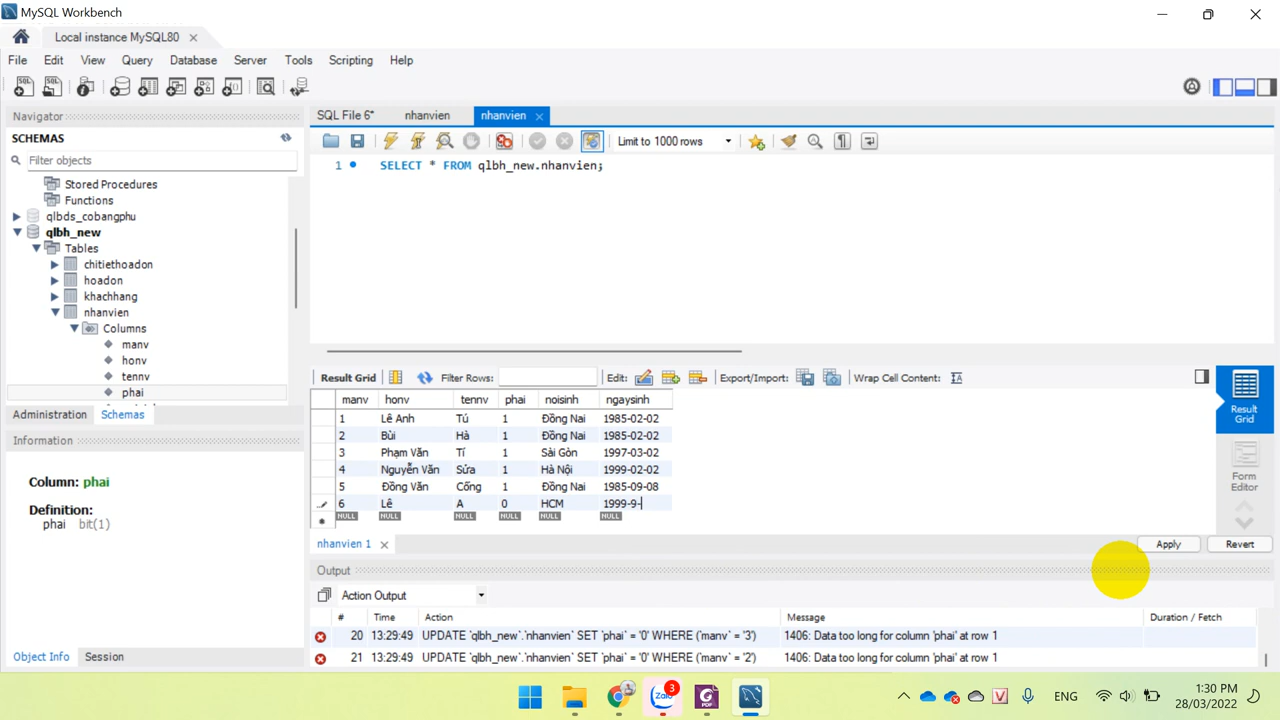 MySQL Workbench
Local instance MySQL80
File Edit View Query Database Server Tools Scripting Help
Navigator
SCHEMAS
Filter objects
Stored Procedures
Functions
qlbds_cobangphu
qlbh_new
Tables
chitiethoadon
hoadon
khachhang
nhanvien
Columns
manv
honv
tennv
phai
Administration Schemas
Information
Column: phai
Definition:
phai bit(1)
Object Info Session
SQL File 6* nhanvien nhanvien
Limit to 1000 rows
1 SELECT * FROM qlbh_new.nhanvien;
Result Grid Filter Rows: Edit: Export/Import: Wrap Cell Content:
manv honv tennv phai noisinh ngaysinh
1 Lê Anh Tú 1 Đồng Nai 1985-02-02
2 Bùi Hà 1 Đồng Nai 1985-02-02
3 Phạm Văn Tí 1 Sài Gòn 1997-03-02
4 Nguyễn Văn Sửa 1 Hà Nội 1999-02-02
5 Đồng Văn Cống 1 Đồng Nai 1985-09-08
6 Lê A 0 HCM 1999-9-
NULL NULL NULL NULL NULL NULL
Result Grid
Form Editor
nhanvien 1
Apply Revert
Output
Action Output
# Time Action Message Duration / Fetch
20 13:29:49 UPDATE `qlbh_new`.`nhanvien` SET `phai` = '0' WHERE (`manv` = '3') 1406: Data too long for column 'phai' at row 1
21 13:29:49 UPDATE `qlbh_new`.`nhanvien` SET `phai` = '0' WHERE (`manv` = '2') 1406: Data too long for column 'phai' at row 1
Zalo 3
PDF
V
ENG
1:30 PM
28/03/2022